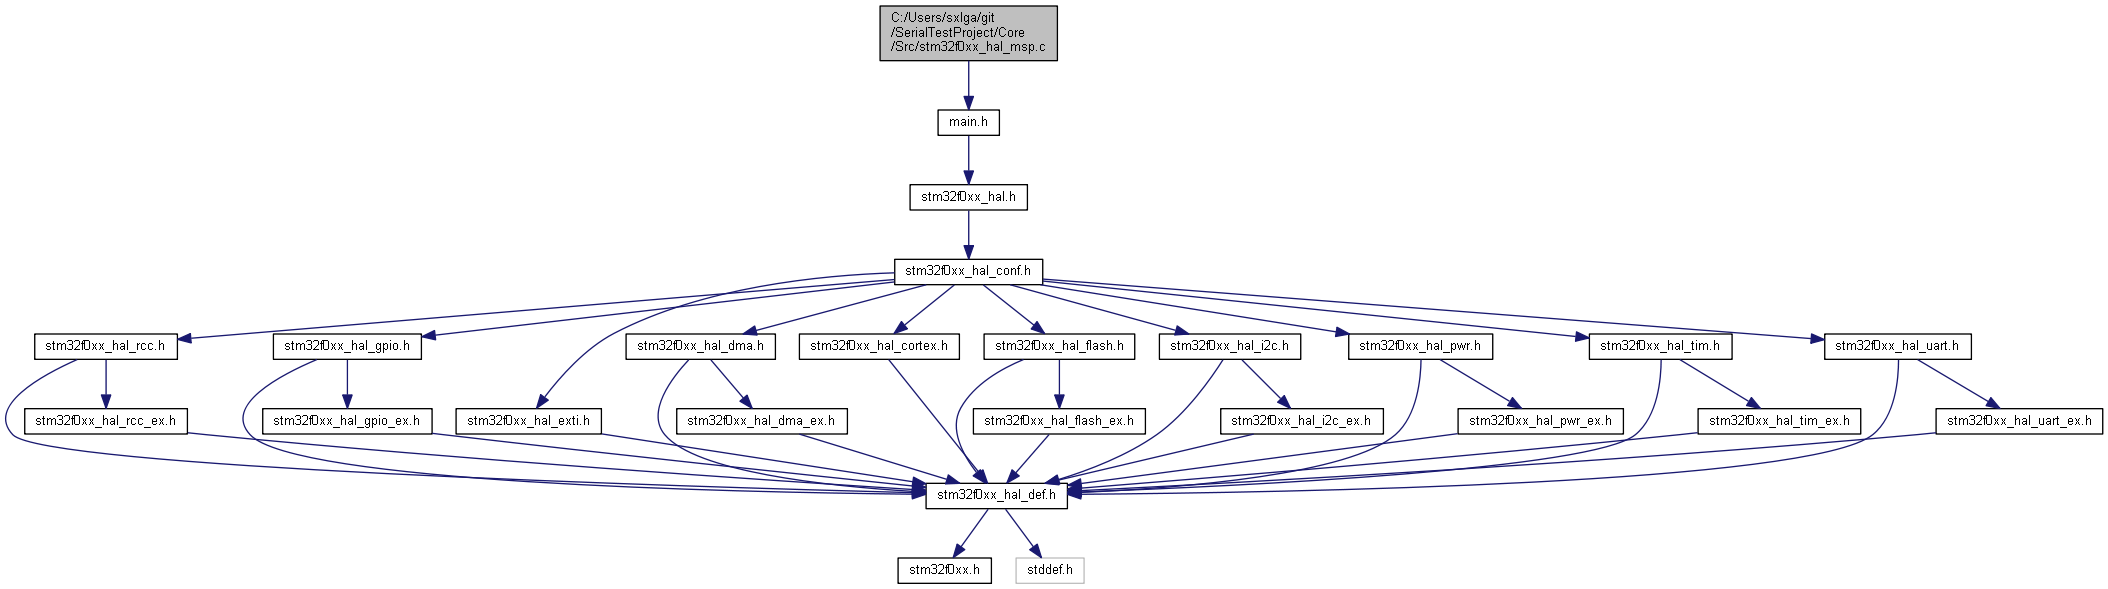 C:/Users/sxlga/git
/SerialTestProject/Core
/Src/stm32f0xx_hal_msp.c
main.h
stm32f0xx_hal.h
stm32f0xx_hal_conf.h
stm32f0xx_hal_rcc.h
stm32f0xx_hal_gpio.h
stm32f0xx_hal_dma.h
stm32f0xx_hal_cortex.h
stm32f0xx_hal_flash.h
stm32f0xx_hal_i2c.h
stm32f0xx_hal_pwr.h
stm32f0xx_hal_tim.h
stm32f0xx_hal_uart.h
stm32f0xx_hal_rcc_ex.h
stm32f0xx_hal_gpio_ex.h
stm32f0xx_hal_exti.h
stm32f0xx_hal_dma_ex.h
stm32f0xx_hal_flash_ex.h
stm32f0xx_hal_i2c_ex.h
stm32f0xx_hal_pwr_ex.h
stm32f0xx_hal_tim_ex.h
stm32f0xx_hal_uart_ex.h
stm32f0xx_hal_def.h
stm32f0xx.h
stddef.h